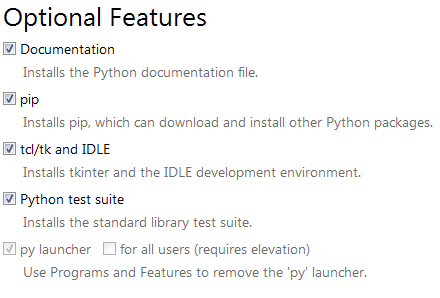 Optional Features
Documentation
Installs the Python documentation file.
pip
Installs pip, which can download and install other Python packages.
tcl/tk and IDLE
Installs tkinter and the IDLE development environment.
Python test suite
Installs the standard library test suite.
py launcher for all users (requires elevation)
Use Programs and Features to remove the 'py' launcher.